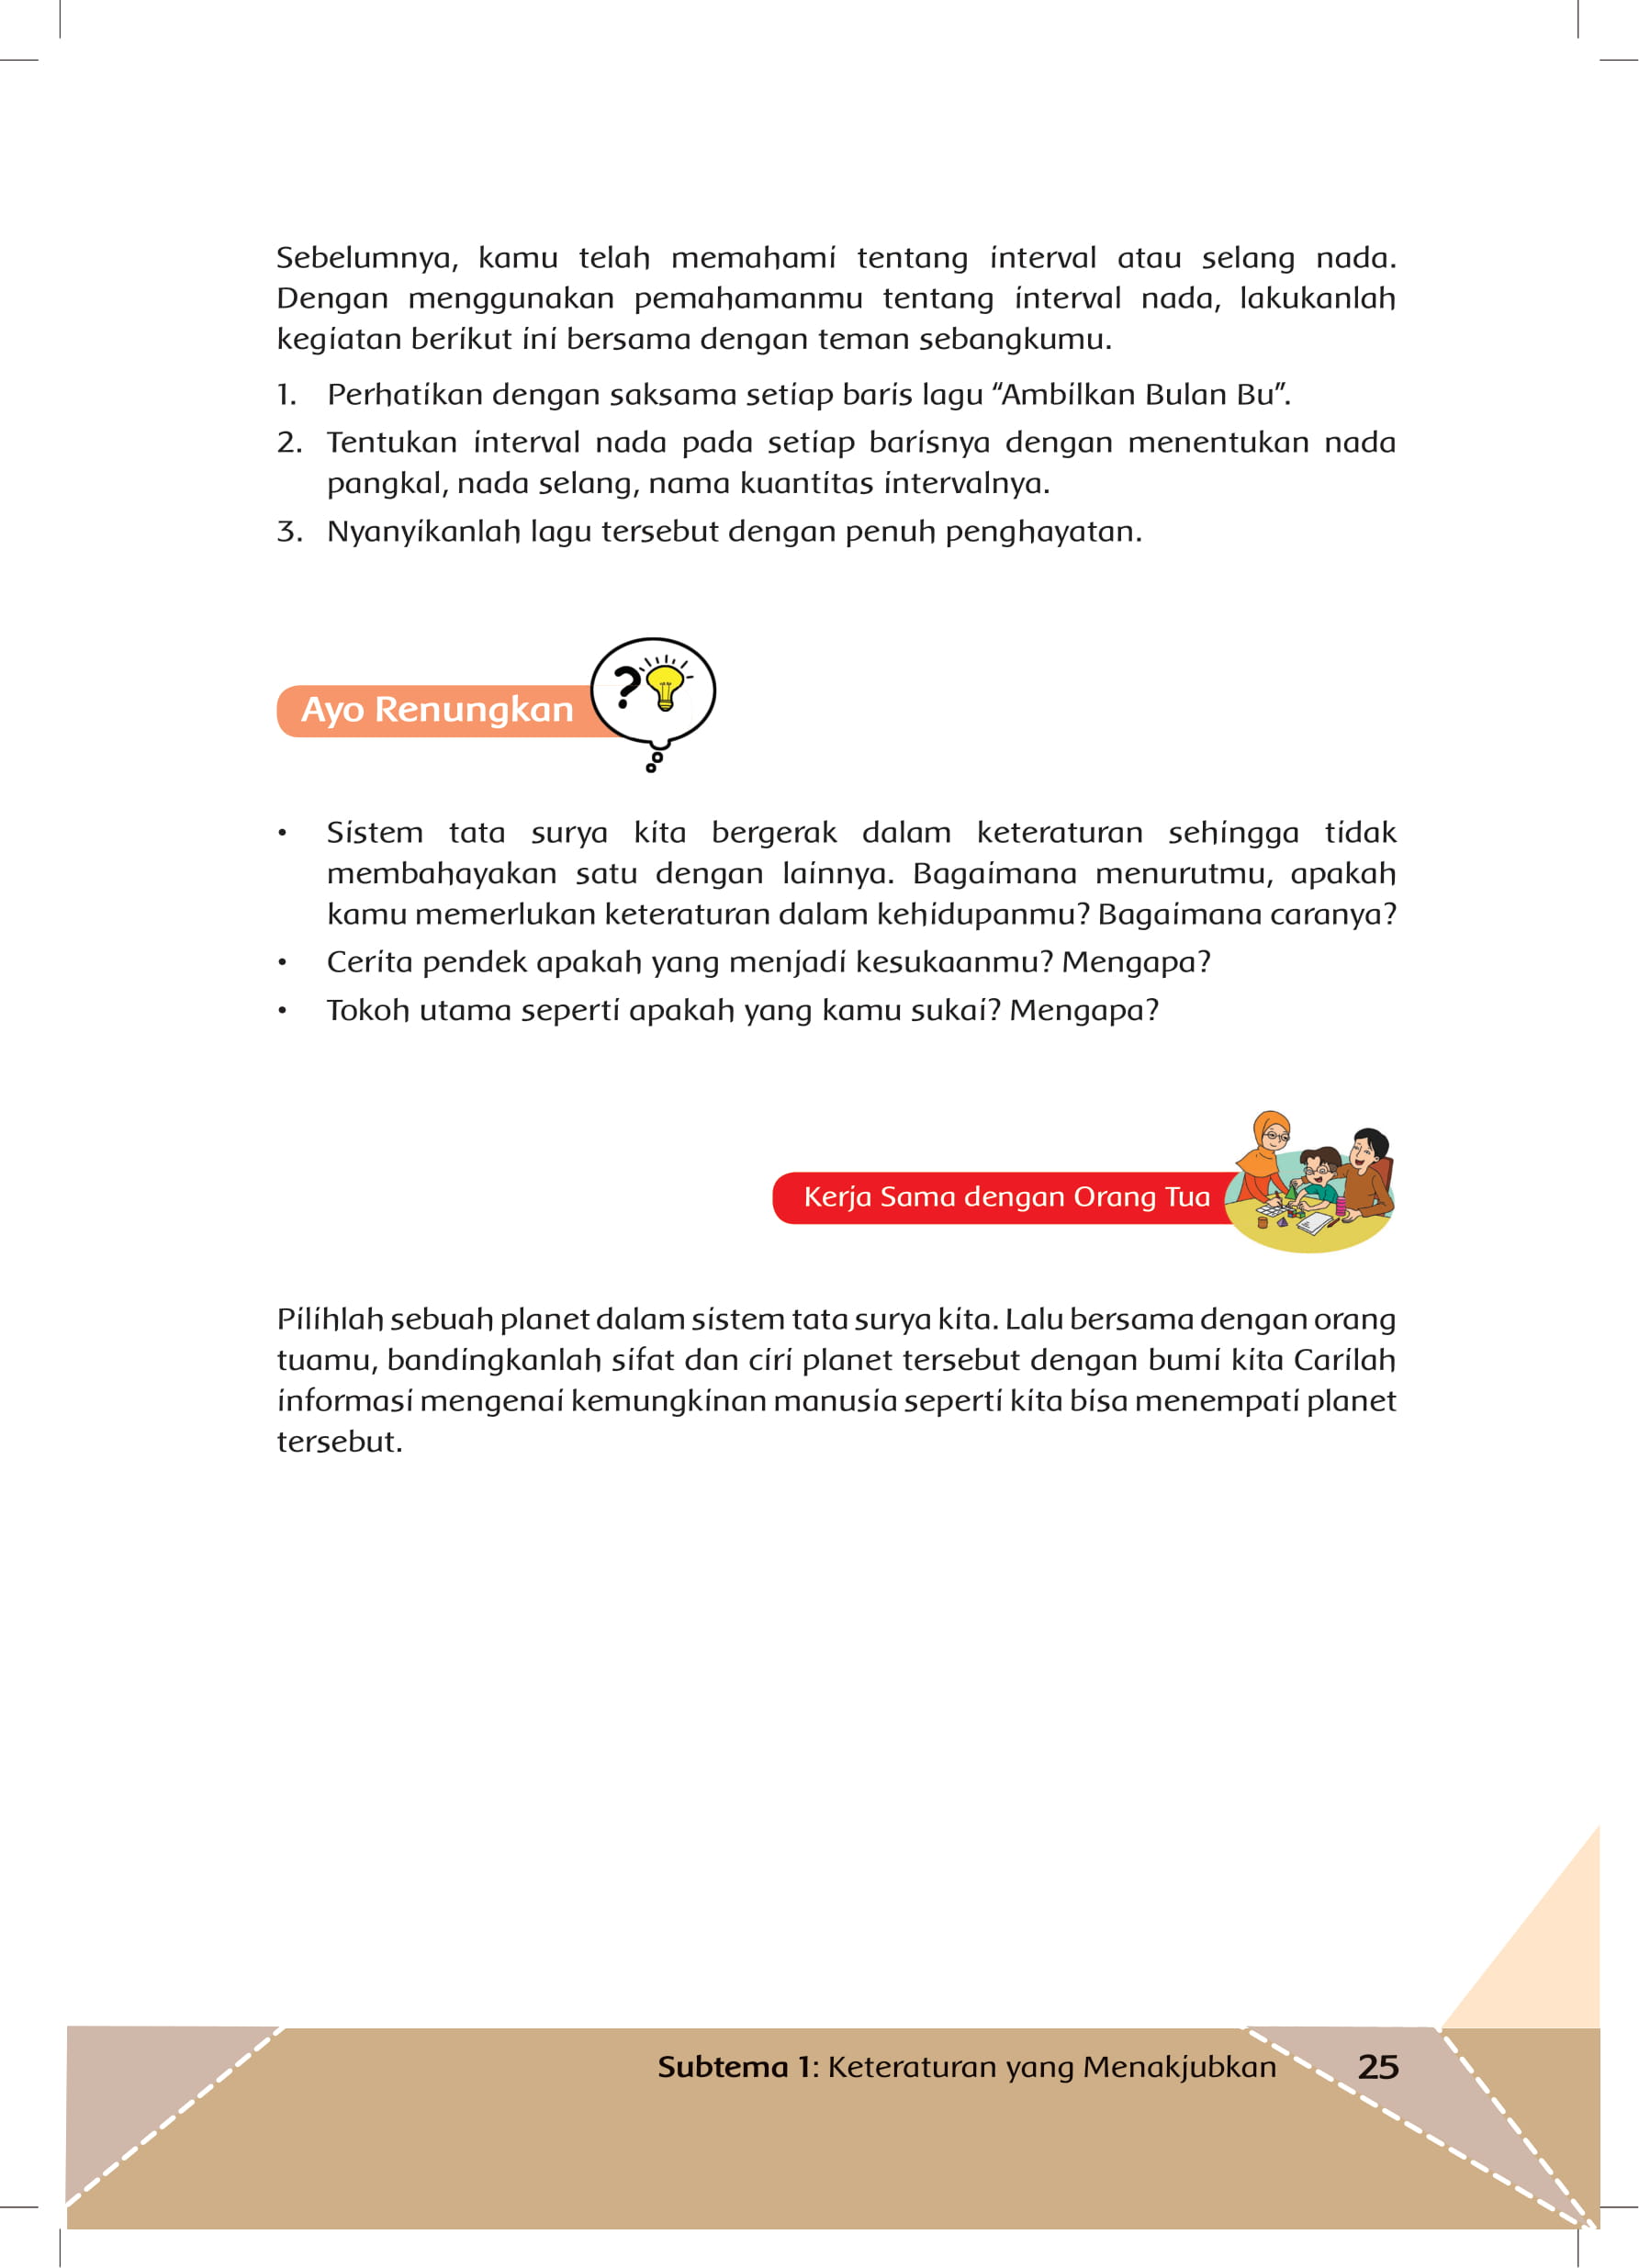 Sebelumnya, kamu telah memahami tentang interval atau selang nada.
Dengan menggunakan pemahamanmu tentang interval nada, lakukanlah
kegiatan berikut ini bersama dengan teman sebangkumu.
1. Perhatikan dengan saksama setiap baris lagu “Ambilkan Bulan Bu”.
2. Tentukan interval nada pada setiap barisnya dengan menentukan nada
pangkal, nada selang, nama kuantitas intervalnya.
3. Nyanyikanlah lagu tersebut dengan penuh penghayatan.
Ayo Renungkan
?
• Sistem tata surya kita bergerak dalam keteraturan sehingga tidak
membahayakan satu dengan lainnya. Bagaimana menurutmu, apakah
kamu memerlukan keteraturan dalam kehidupanmu? Bagaimana caranya?
• Cerita pendek apakah yang menjadi kesukaanmu? Mengapa?
• Tokoh utama seperti apakah yang kamu sukai? Mengapa?
Kerja Sama dengan Orang Tua
Pilihlah sebuah planet dalam sistem tata surya kita. Lalu bersama dengan orang
tuamu, bandingkanlah sifat dan ciri planet tersebut dengan bumi kita Carilah
informasi mengenai kemungkinan manusia seperti kita bisa menempati planet
tersebut.
Subtema 1: Keteraturan yang Menakjubkan 25